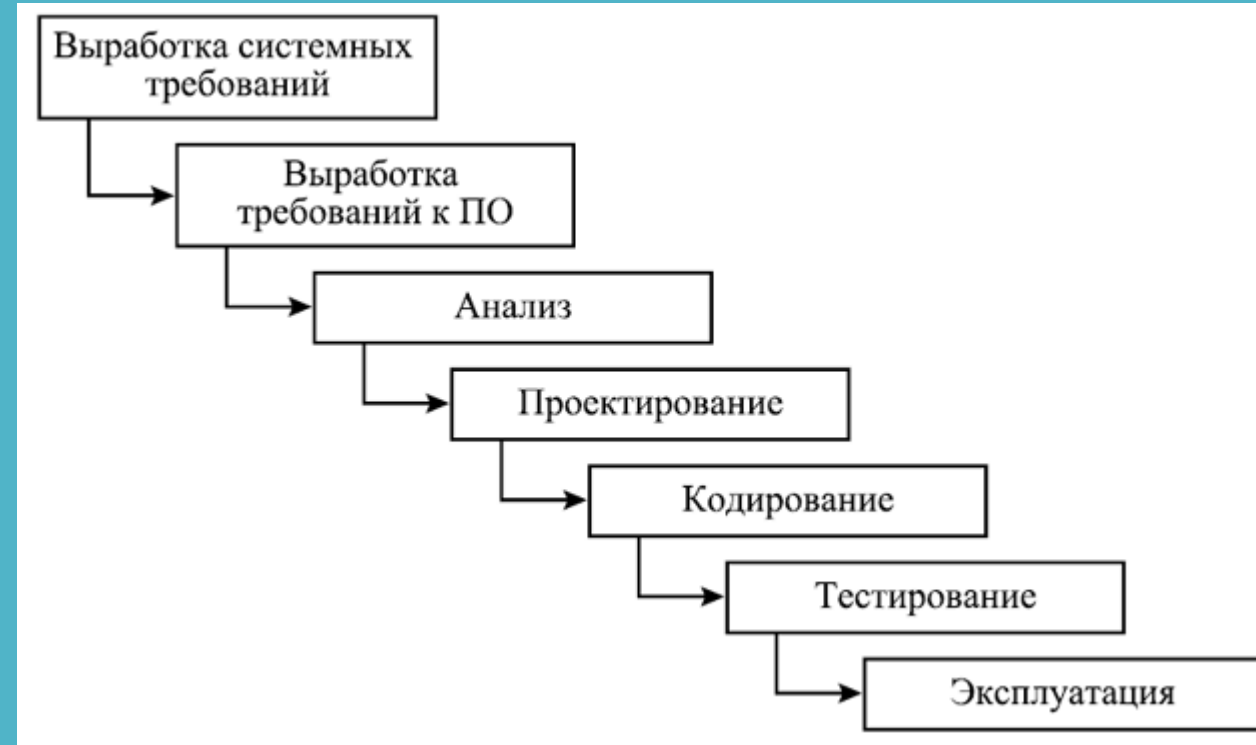 Выработка системных
требований
Выработка
требований к ПО
Анализ
Проектирование
Кодирование
Тестирование
Эксплуатация